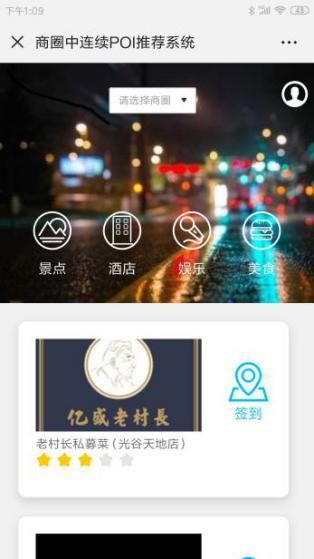 下午1:09
43
商圈中连续POI推荐系统
请选择商圈
景点
酒店
娱乐
美食
亿盛老村長
签到
老村长私募菜（光谷天地店）